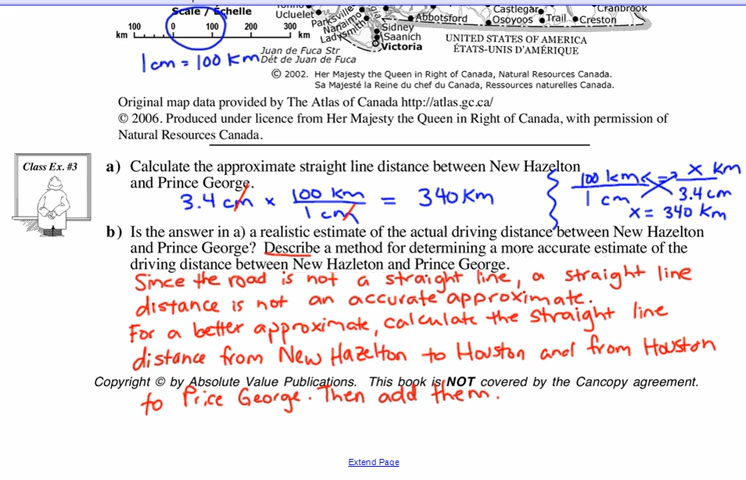 Scale / Échelle
100 0 100 200 300
km km
1 cm = 100 Km
Ucluelet
Parksville
Nanaimo
Ladysmith
Sidney
Saanich
Victoria
Abbotsford
Castlegar
Osoyoos Trail Creston
Cranbrook
UNITED STATES OF AMERICA
ÉTATS-UNIS D'AMÉRIQUE
Juan de Fuca Str
Dét de Juan de Fuca
© 2002. Her Majesty the Queen in Right of Canada, Natural Resources Canada.
Sa Majesté la Reine du chef du Canada, Ressources naturelles Canada.
Original map data provided by The Atlas of Canada http://atlas.gc.ca/
© 2006. Produced under licence from Her Majesty the Queen in Right of Canada, with permission of
Natural Resources Canada.
Class Ex. #3
a) Calculate the approximate straight line distance between New Hazelton
and Prince George.
3.4 cm × 100 Km / 1 cm = 340 Km
100 km / 1 cm = x Km / 3.4 cm
x = 340 Km
b) Is the answer in a) a realistic estimate of the actual driving distance between New Hazelton
and Prince George? Describe a method for determining a more accurate estimate of the
driving distance between New Hazleton and Prince George.
Since the road is not a straight line, a straight line
distance is not an accurate approximate.
For a better approximate, calculate the straight line
distance from New Hazelton to Houston and from Houston
Copyright © by Absolute Value Publications. This book is NOT covered by the Cancopy agreement.
to Price George. Then add them.
Extend Page